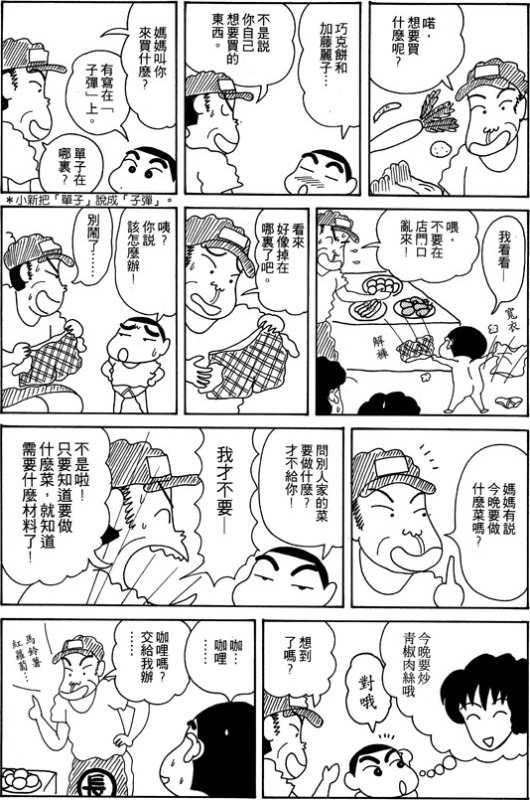 喏，
想要買
什麼呢？
巧克餅和
加藤麗子…
不是說
你自己
想要買的
東西。
媽媽叫你
來買什麼？
有寫在「
子彈」上。
單子在
哪裏？
＊小新把「單子」說成「子彈」。
我看看——
寬衣
解褲
喂，
不要在
店門口
亂來！
看來
好像掉在
哪裏了吧。
咦？
你說
該怎麼辦！
別鬧了……
媽媽有說
今晚要做
什麼菜嗎？
問別人家的菜
要做什麼？
才不給你！
我才不要——
不是啦！
只要知道要做
什麼菜，就知道
需要什麼材料了！
今晚要炒
青椒肉絲哦
對哦
想到
了嗎？
咖…
咖哩
……
咖哩嗎？
交給我辦
馬鈴薯
紅蘿蔔…